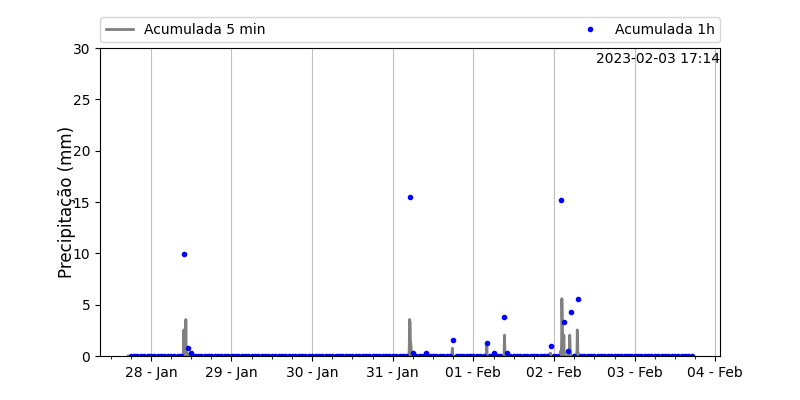 Acumulada 5 min
Acumulada 1h
2023-02-03 17:14
Precipitação (mm)
30
25
20
15
10
5
0
28 - Jan
29 - Jan
30 - Jan
31 - Jan
01 - Feb
02 - Feb
03 - Feb
04 - Feb